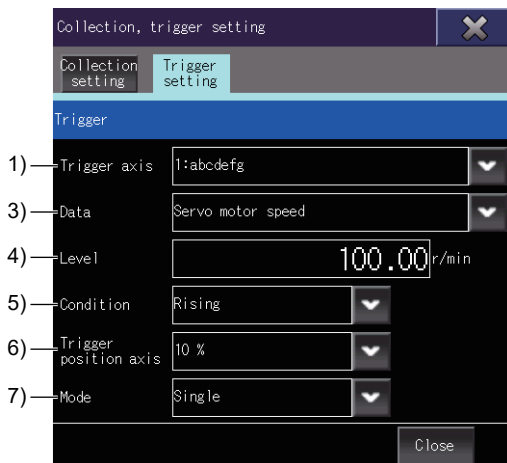 Collection, trigger setting
Collection setting
Trigger setting
Trigger
1) Trigger axis 1:abcdefg
3) Data Servo motor speed
4) Level 100.00 r/min
5) Condition Rising
6) Trigger position axis 10 %
7) Mode Single
Close